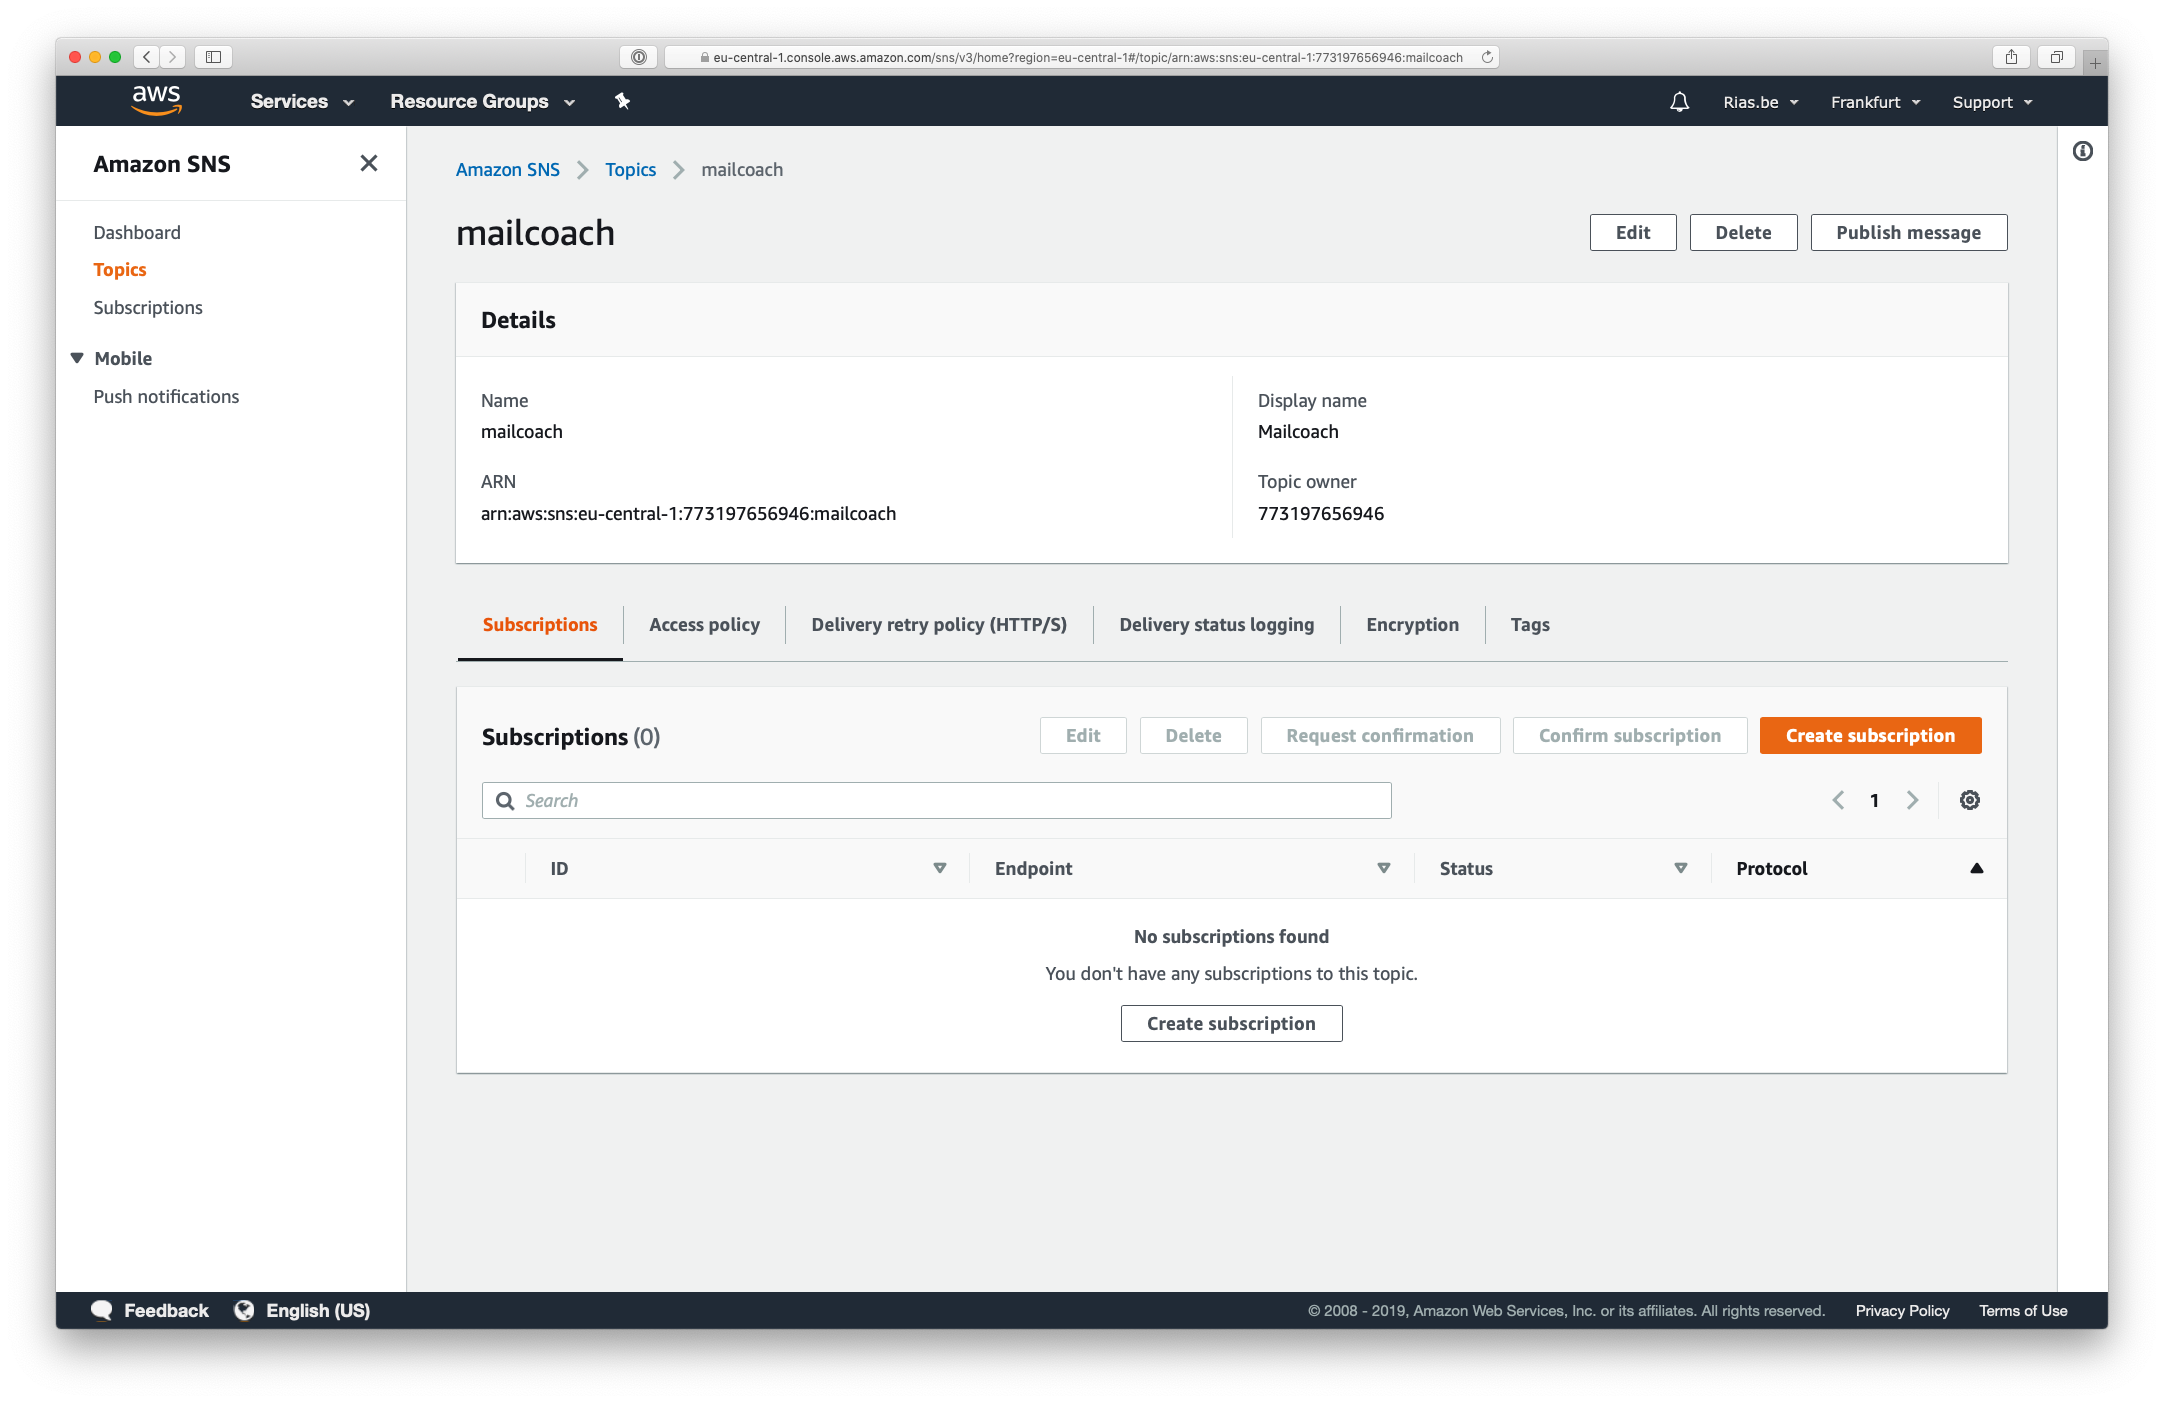 eu-central-1.console.aws.amazon.com/sns/v3/home?region=eu-central-1#/topic/arn:aws:sns:eu-central-1:773197656946:mailcoach
aws Services Resource Groups Rias.be Frankfurt Support
Amazon SNS
Dashboard
Topics
Subscriptions
Mobile
Push notifications
Amazon SNS Topics mailcoach
mailcoach
Edit Delete Publish message
Details
Name
mailcoach
ARN
arn:aws:sns:eu-central-1:773197656946:mailcoach
Display name
Mailcoach
Topic owner
773197656946
Subscriptions Access policy Delivery retry policy (HTTP/S) Delivery status logging Encryption Tags
Subscriptions (0) Edit Delete Request confirmation Confirm subscription Create subscription
Search 1
ID Endpoint Status Protocol
No subscriptions found
You don't have any subscriptions to this topic.
Create subscription
Feedback English (US) © 2008 - 2019, Amazon Web Services, Inc. or its affiliates. All rights reserved. Privacy Policy Terms of Use